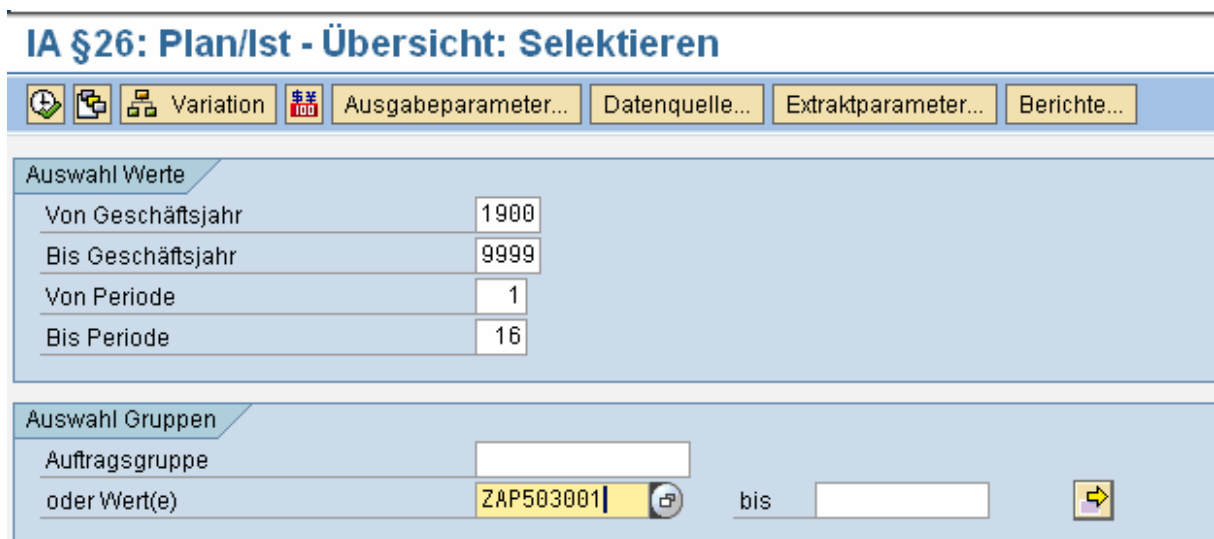 IA §26: Plan/Ist - Übersicht: Selektieren
Variation Ausgabeparameter... Datenquelle... Extraktparameter... Berichte...
Auswahl Werte
Von Geschäftsjahr 1900
Bis Geschäftsjahr 9999
Von Periode 1
Bis Periode 16
Auswahl Gruppen
Auftragsgruppe
oder Wert(e) ZAP503001 bis